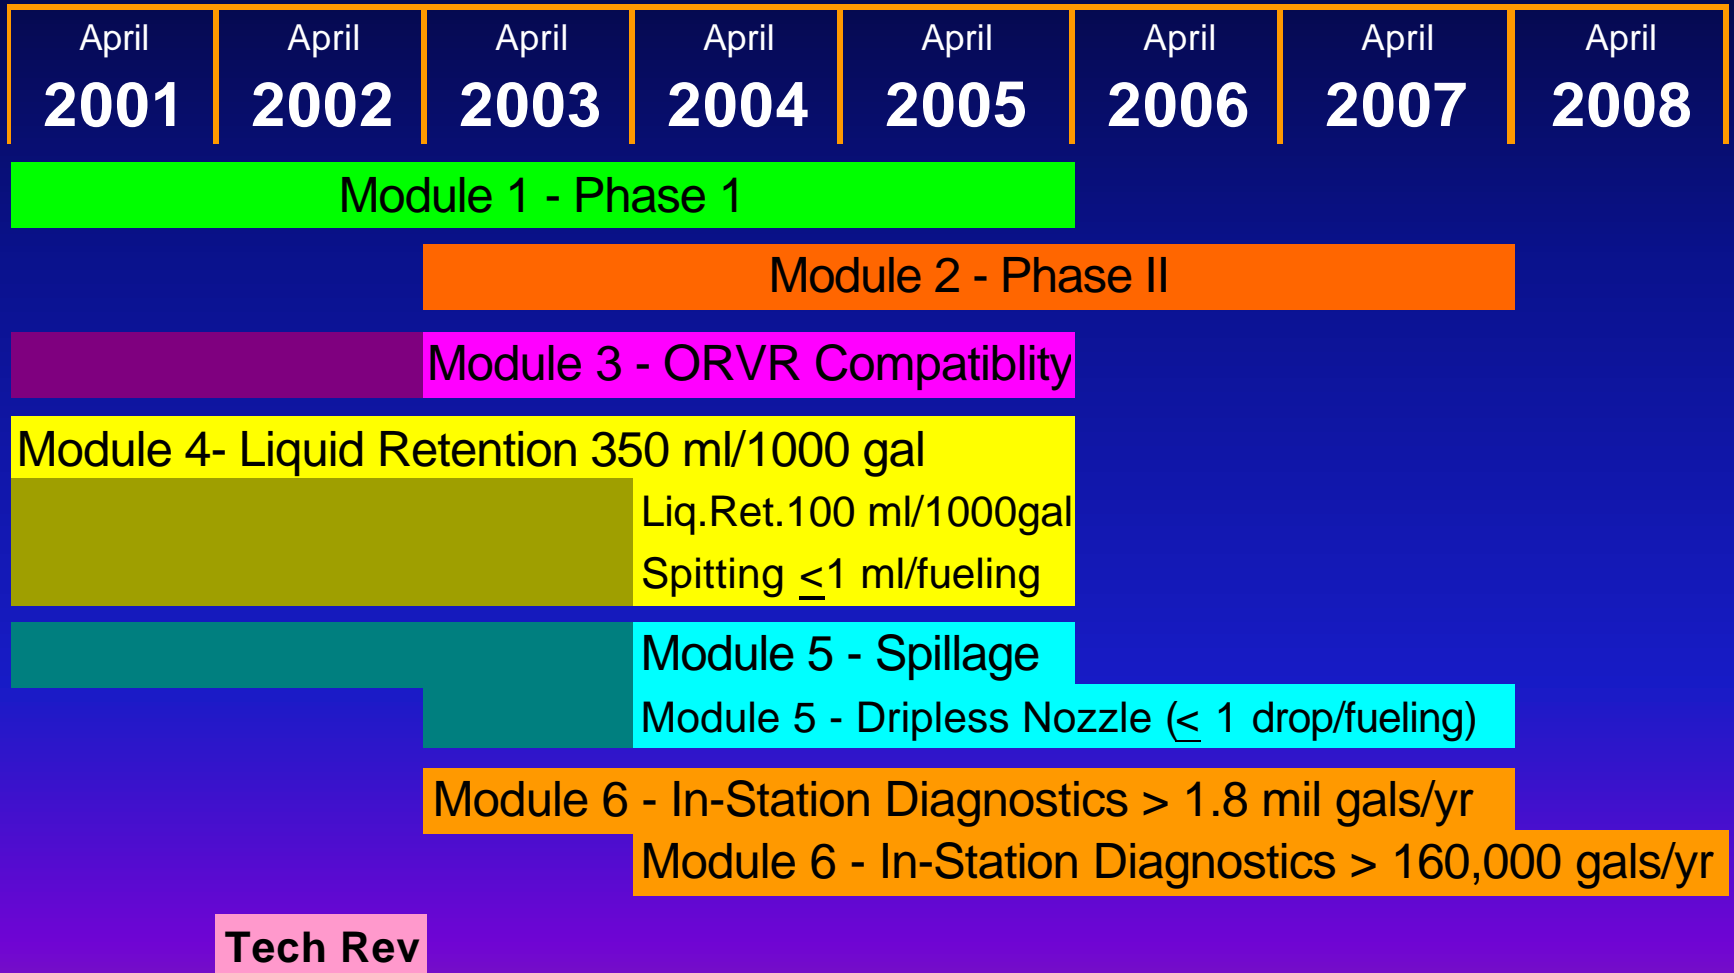 April April April April April April April April
2001 2002 2003 2004 2005 2006 2007 2008
Module 1 - Phase 1
Module 2 - Phase II
Module 3 - ORVR Compatiblity
Module 4- Liquid Retention 350 ml/1000 gal
Liq.Ret.100 ml/1000gal
Spitting ≤1 ml/fueling
Module 5 - Spillage
Module 5 - Dripless Nozzle (≤ 1 drop/fueling)
Module 6 - In-Station Diagnostics > 1.8 mil gals/yr
Module 6 - In-Station Diagnostics > 160,000 gals/yr
Tech Rev